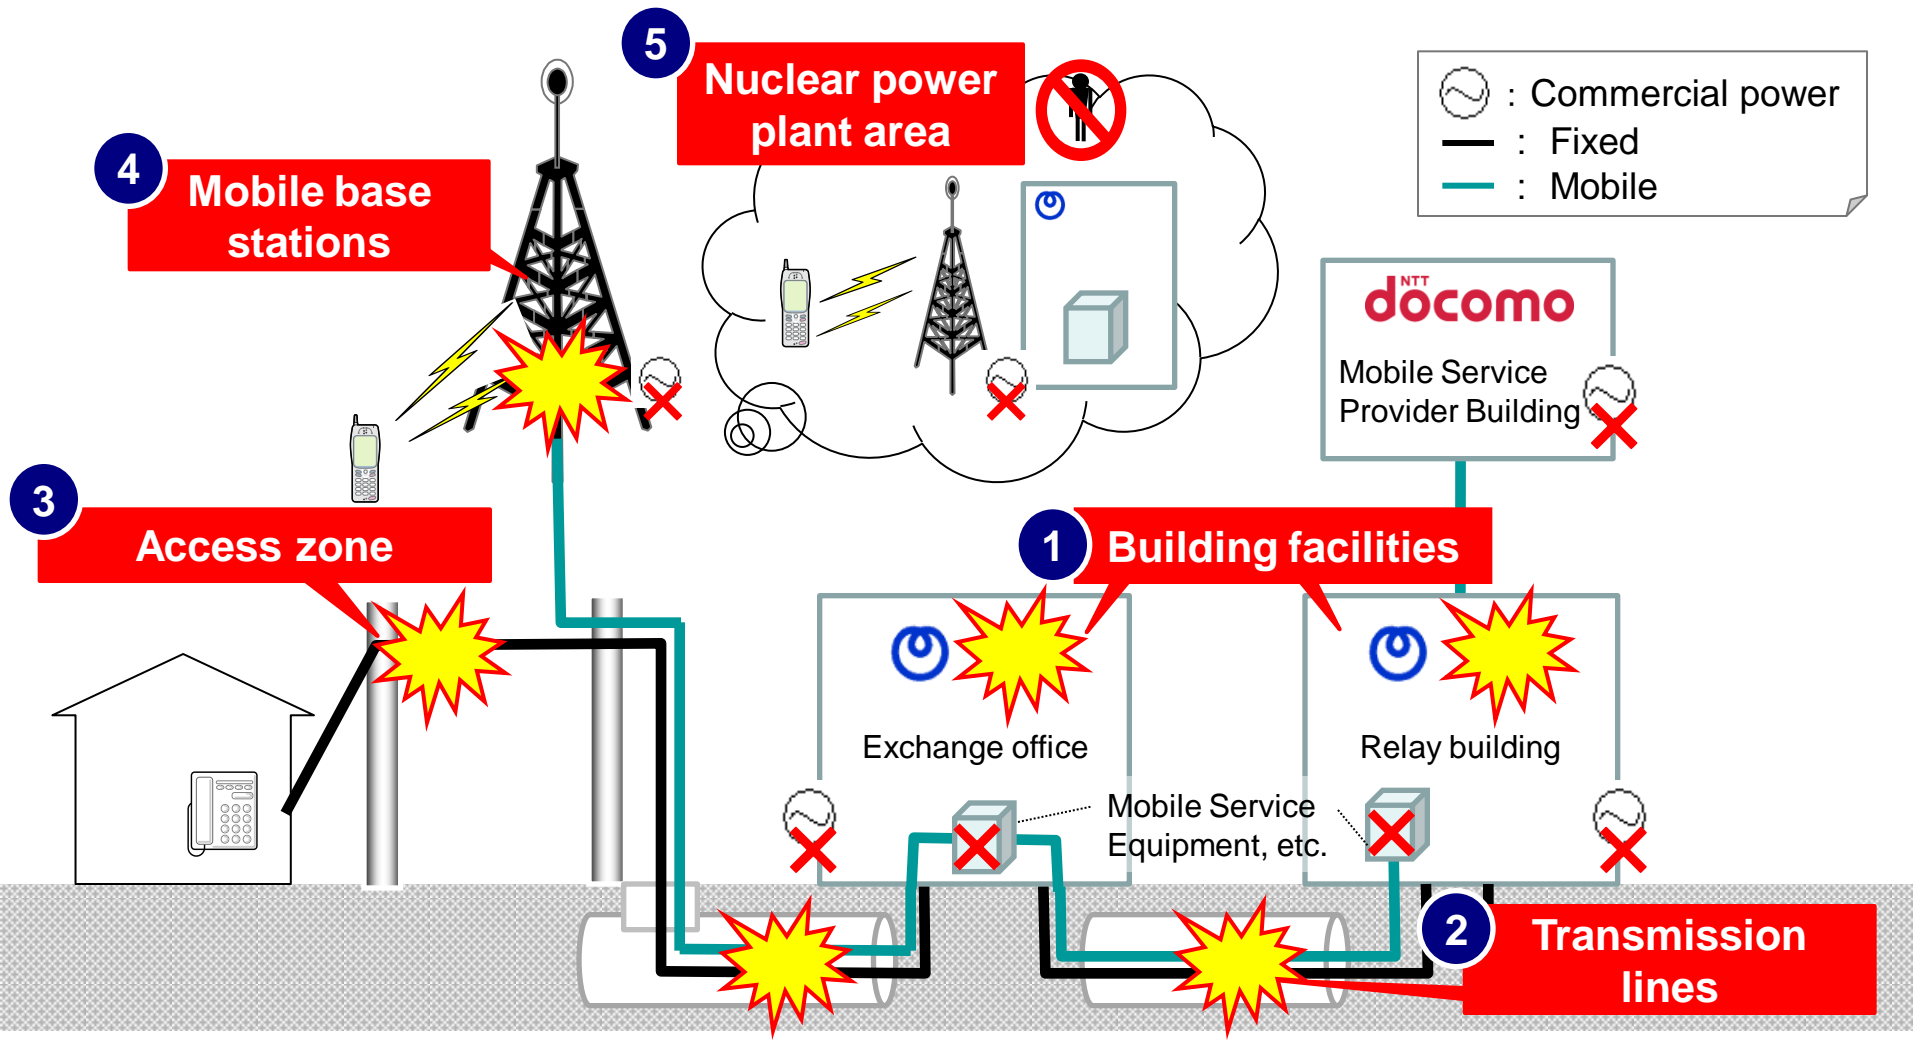 5
Nuclear power
plant area
: Commercial power
: Fixed
: Mobile
4
Mobile base
stations
NTT
docomo
Mobile Service
Provider Building
3
Access zone
1
Building facilities
Exchange office
Relay building
Mobile Service
Equipment, etc.
2
Transmission
lines